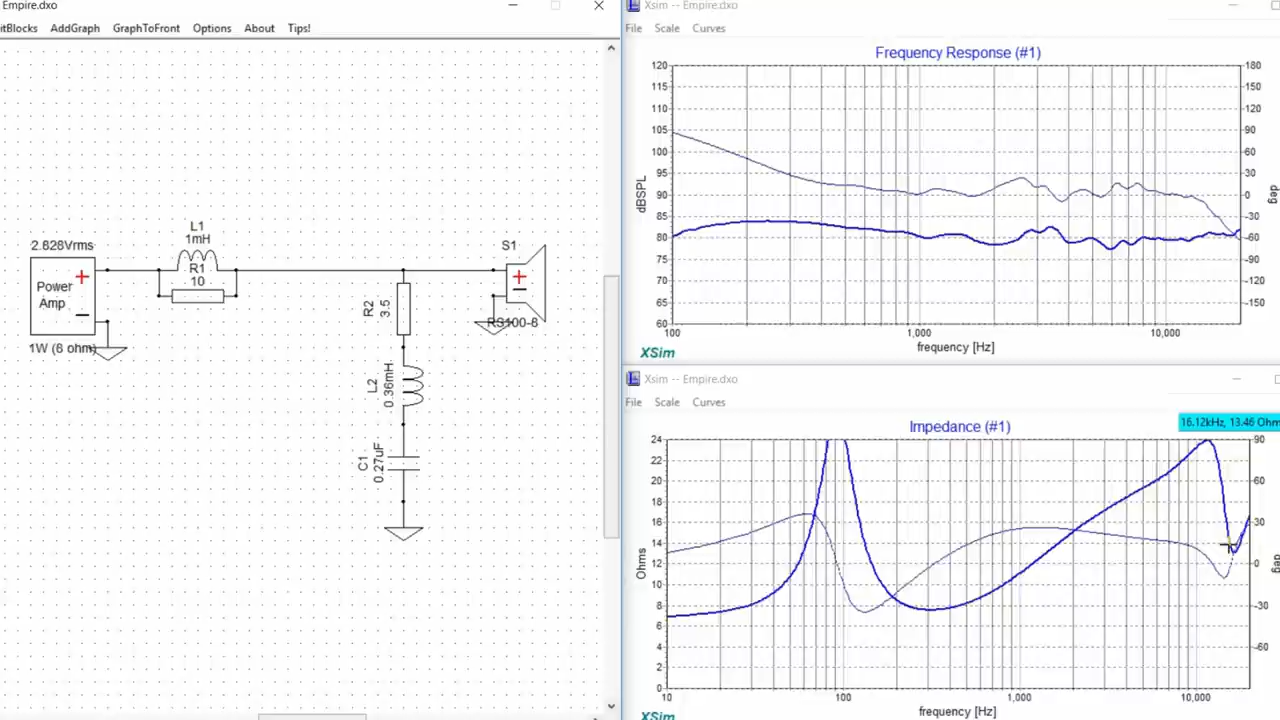 Empire.dxo
itBlocks AddGraph GraphToFront Options About Tips!
2.828Vrms
Power
Amp
1W (8 ohm)
L1
1mH
R1
10
S1
RS100-8
R2
3.5
L2
0.36mH
C1
0.27uF
Xsim -- Empire.dxo
File Scale Curves
Frequency Response (#1)
120
115
110
105
100
95
90
85
80
75
70
65
60
dBSPL
180
150
120
90
60
30
0
-30
-60
-90
-120
-150
deg
100 1,000 10,000
frequency [Hz]
XSim
Xsim -- Empire.dxo
File Scale Curves
Impedance (#1)
16.12kHz, 13.46 Ohm
24
22
20
18
16
14
12
10
8
6
4
2
0
Ohms
90
60
30
0
-30
-60
deg
10 100 1,000 10,000
frequency [Hz]
XSim